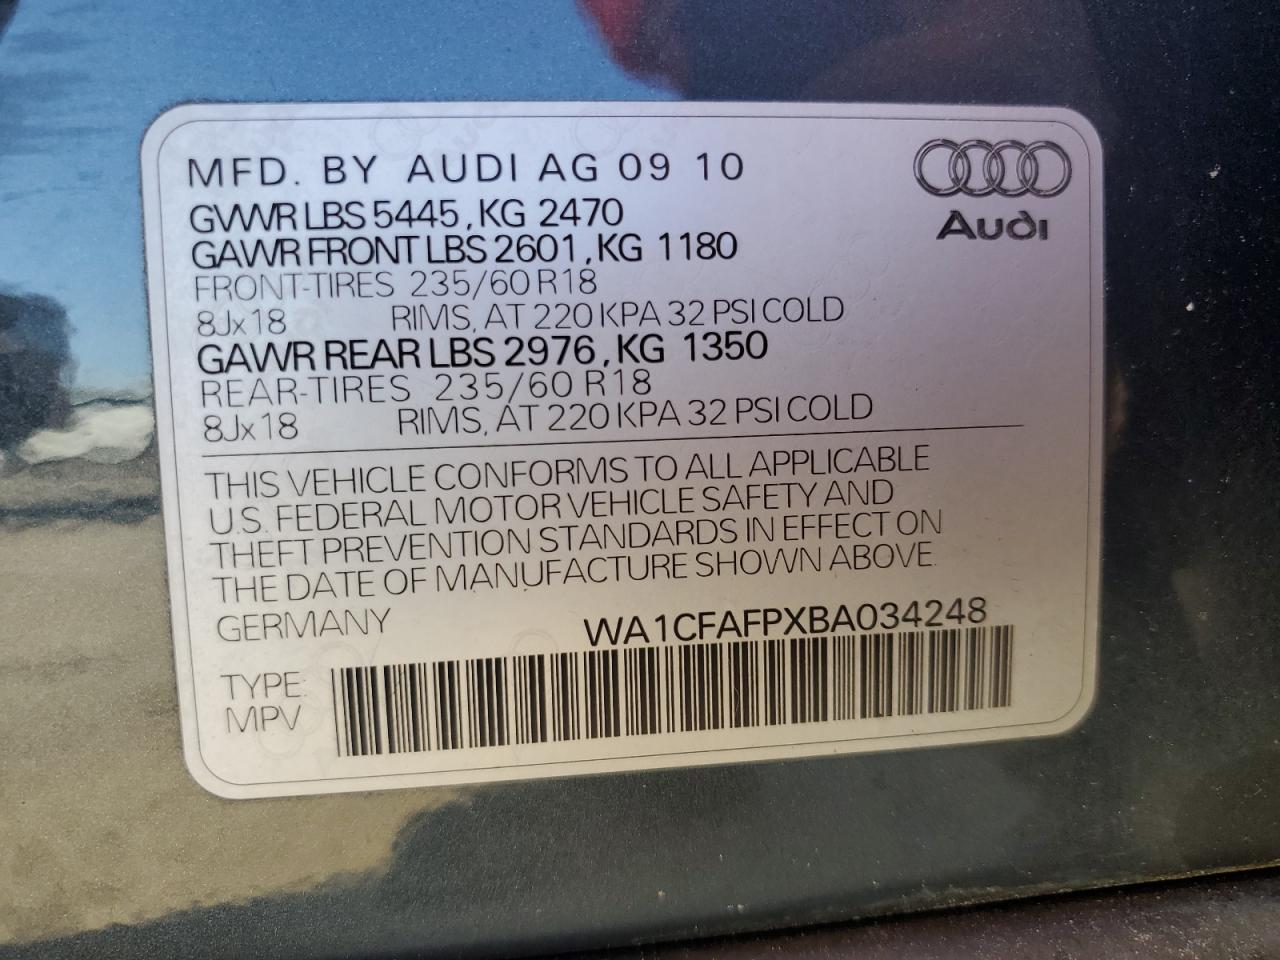 MFD. BY AUDI AG 09 10
GVWR LBS 5445, KG 2470
GAWR FRONT LBS 2601, KG 1180
FRONT-TIRES 235/60 R18
8Jx18 RIMS, AT 220 KPA 32 PSI COLD
GAWR REAR LBS 2976, KG 1350
REAR-TIRES 235/60 R18
8Jx18 RIMS, AT 220 KPA 32 PSI COLD
Audi
THIS VEHICLE CONFORMS TO ALL APPLICABLE
U.S. FEDERAL MOTOR VEHICLE SAFETY AND
THEFT PREVENTION STANDARDS IN EFFECT ON
THE DATE OF MANUFACTURE SHOWN ABOVE.
GERMANY WA1CFAFPXBA034248
TYPE:
MPV